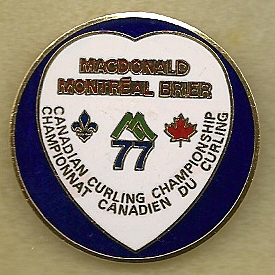 MACDONALD
MONTRÉAL BRIER
77
CANADIAN CURLING CHAMPIONSHIP
CHAMPIONNAT CANADIEN DU CURLING